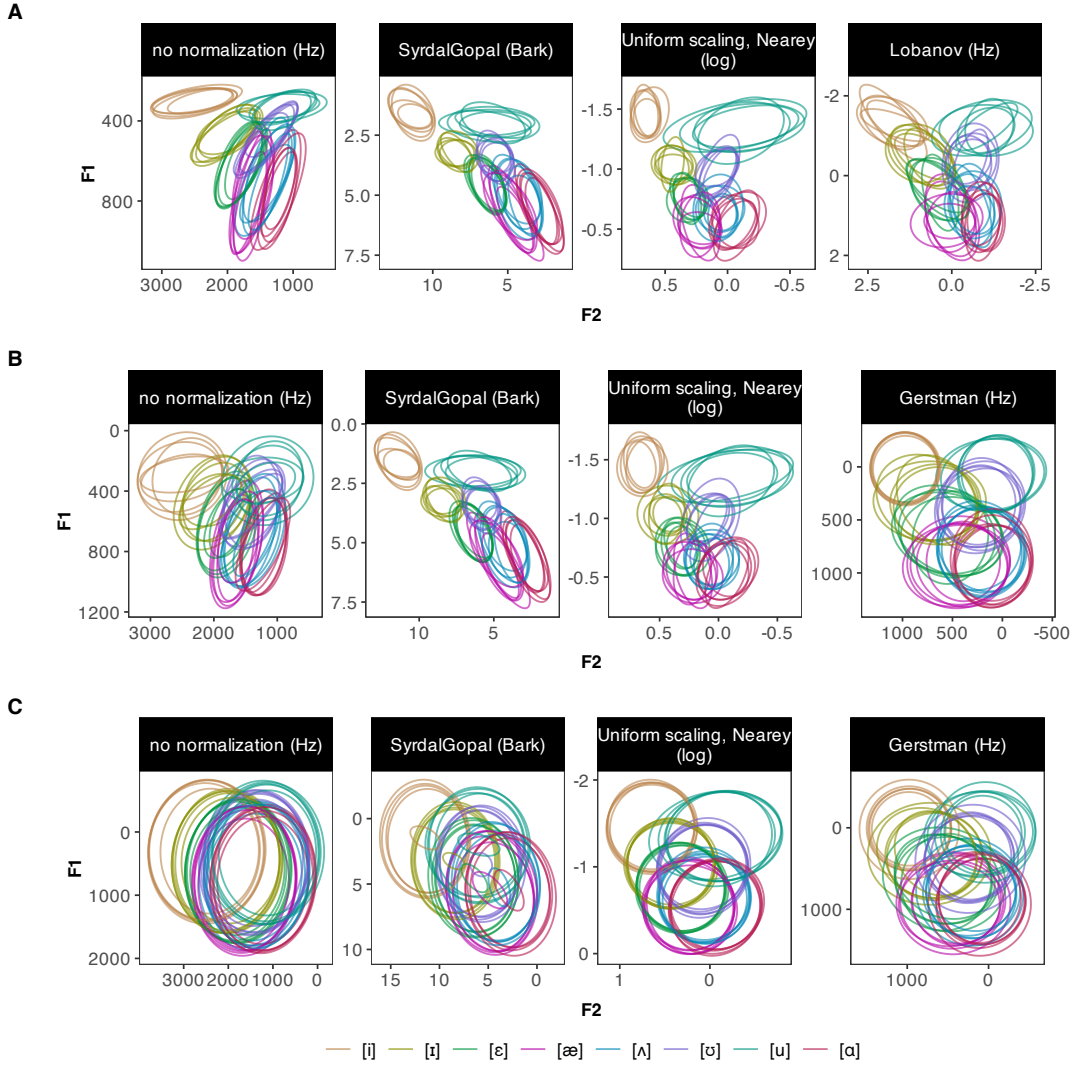 A
no normalization (Hz)
SyrdalGopal (Bark)
Uniform scaling, Nearey
(log)
Lobanov (Hz)
F1
400
800
3000 2000 1000
2.5
5.0
7.5
10 5
-1.5
-1.0
-0.5
0.5 0.0 -0.5
-2
0
2
2.5 0.0 -2.5
F2
B
no normalization (Hz)
SyrdalGopal (Bark)
Uniform scaling, Nearey
(log)
Gerstman (Hz)
F1
0
400
800
1200
3000 2000 1000
0.0
2.5
5.0
7.5
10 5
-1.5
-1.0
-0.5
0.5 0.0 -0.5
0
500
1000
1000 500 0 -500
F2
C
no normalization (Hz)
SyrdalGopal (Bark)
Uniform scaling, Nearey
(log)
Gerstman (Hz)
F1
0
1000
2000
3000 2000 1000 0
0
5
10
15 10 5 0
-2
-1
0
1 0
0
1000
1000 0
F2
[i] [ɪ] [ɛ] [æ] [ʌ] [ʊ] [u] [ɑ]